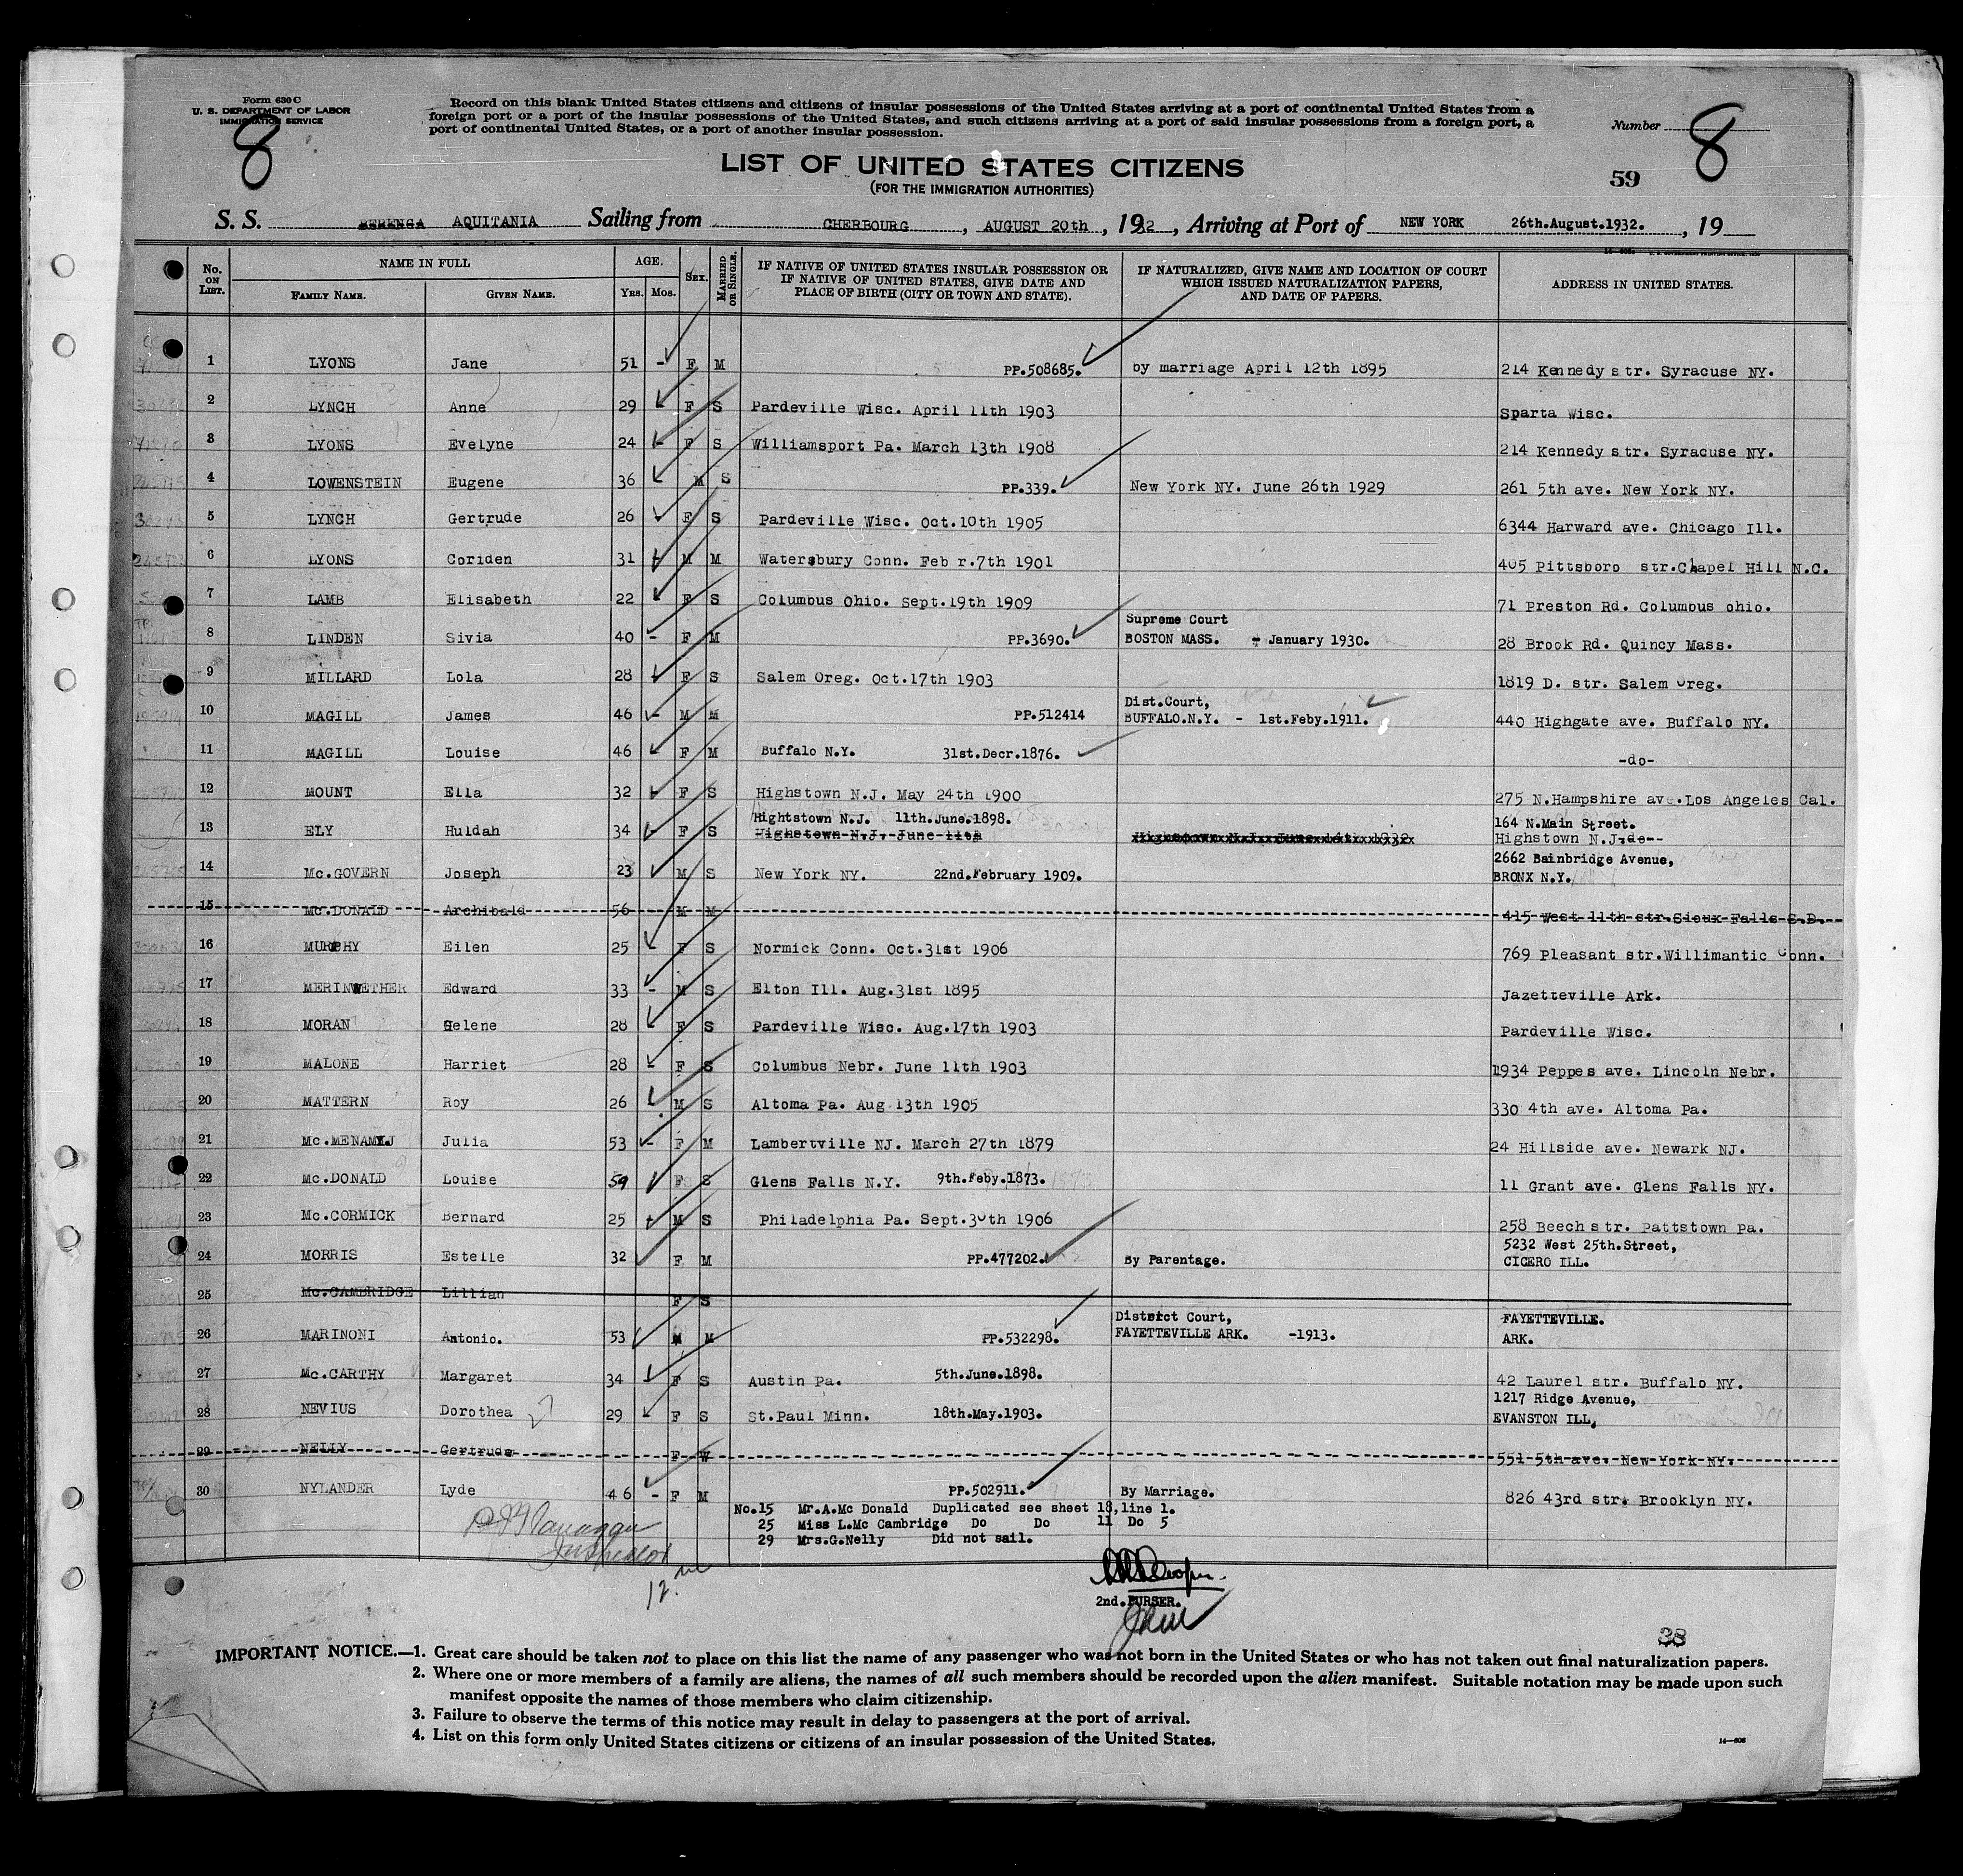 Form 630 C
U. S. DEPARTMENT OF LABOR
IMMIGRATION SERVICE
8
Record on this blank United States citizens and citizens of insular possessions of the United States arriving at a port of continental United States from a
foreign port or a port of the insular possessions of the United States, and such citizens arriving at a port of said insular possessions from a foreign port, a
port of continental United States, or a port of another insular possession.
Number 8
LIST OF UNITED STATES CITIZENS
(FOR THE IMMIGRATION AUTHORITIES)
59
S. S. BERENGA AQUITANIA Sailing from CHERBOURG, AUGUST 20th, 1932, Arriving at Port of NEW YORK 26th.August.1932., 19
No. ON LIST. NAME IN FULL FAMILY NAME. GIVEN NAME. AGE. Yrs. Mos. SEX. MARRIED OR SINGLE. IF NATIVE OF UNITED STATES INSULAR POSSESSION OR IF NATIVE OF UNITED STATES, GIVE DATE AND PLACE OF BIRTH (CITY OR TOWN AND STATE). IF NATURALIZED, GIVE NAME AND LOCATION OF COURT WHICH ISSUED NATURALIZATION PAPERS, AND DATE OF PAPERS. ADDRESS IN UNITED STATES.
1 LYONS Jane 51 - F M PP.508685. by marriage April 12th 1895 214 Kennedy str. Syracuse NY.
2 LYNCH Anne 29 F S Pardeville Wisc. April 11th 1903 Sparta Wisc.
3 LYONS Evelyne 24 - F S Williamsport Pa. March 13th 1908 214 Kennedy str. Syracuse NY.
4 LOWENSTEIN Eugene 36 M S PP.339. New York NY. June 26th 1929 261 5th ave. New York NY.
5 LYNCH Gertrude 26 - F S Pardeville Wisc. Oct.10th 1905 6344 Harward ave. Chicago Ill.
6 LYONS Coriden 31 - M M Watersbury Conn. Feb r.7th 1901 405 Pittsboro str.Chapel Hill N.C.
7 LAMB Elisabeth 22 F S Columbus Ohio. Sept.19th 1909 71 Preston Rd. Columbus ohio.
8 LINDEN Sivia 40 - F M PP.3690. Supreme Court
BOSTON MASS. - January 1930. 28 Brook Rd. Quincy Mass.
9 MILLARD Lola 28 - F S Salem Oreg. Oct.17th 1903 1819 D. str. Salem Oreg.
10 MAGILL James 46 - M M PP.512414 Dist.Court,
BUFFALO.N.Y. - 1st.Feby.1911. 440 Highgate ave. Buffalo NY.
11 MAGILL Louise 46 F M Buffalo N.Y. 31st.Decr.1876. -do-
12 MOUNT Ella 32 - F S Highstown N.J. May 24th 1900 275 N.Hampshire ave.Los Angeles Cal.
13 ELY Huldah 34 - F S Hightstown N.J. 11th.June.1898. 164 N.Main Street.
Highstown N.J. June 11th Highstown N.J. June 14th 1932 Highstown N.J.-do--
14 Mc.GOVERN Joseph 23 M S New York NY. 22nd.February 1909. 2662 Bainbridge Avenue,
BRONX N.Y.
15 Mc.DONALD Archibald 56 - M M 415 West 11th str.Sioux Falls S.D.
16 MURPHY Eilen 25 F S Normick Conn. Oct.31st 1906 769 Pleasant str.Willimantic Conn.
17 MERINWETHER Edward 33 - M S Elton Ill. Aug.31st 1895 Jazetteville Ark.
18 MORAN Helene 28 F S Pardeville Wisc. Aug.17th 1903 Pardeville Wisc.
19 MALONE Harriet 28 F S Columbus Nebr. June 11th 1903 1934 Peppes ave. Lincoln Nebr.
20 MATTERN Roy 26 M S Altoma Pa. Aug 13th 1905 330 4th ave. Altoma Pa.
21 Julia 53 - F M Lambertville NJ. March 27th 1879 24 Hillside ave. Newark NJ.
22 Mc.DONALD Louise 59 F S Glens Falls N.Y. 9th.Feby.1873. 11 Grant ave. Glens Falls NY.
23 Mc.CORMICK Bernard 25 - M S Philadelphia Pa. Sept.30th 1906 258 Beech str. Pattstown Pa.
24 MORRIS Estelle 32 F M PP.477202. By Parentage. 5232 West 25th.Street,
CICERO ILL.
25 Mc.CAMBRIDGE Lillian F S
26 MARINONI Antonio. 53 M M PP.532298. District Court,
FAYETTEVILLE ARK. -1913. FAYETTEVILLE.
ARK.
27 Mc.CARTHY Margaret 34 F S Austin Pa. 5th.June.1898. 42 Laurel str. Buffalo NY.
28 NEVIUS Dorothea 29 F S St.Paul Minn. 18th.May.1903. 1217 Ridge Avenue,
EVANSTON ILL,
29 NELLY Gertrude F W 551 5th ave. New York NY.
30 NYLANDER Lyde 46 - F M PP.502911. By Marriage. 826 43rd str. Brooklyn NY.
No.15 Mr.A.Mc Donald Duplicated see sheet 18,line 1.
25 Miss L.Mc Cambridge Do Do 11 Do 5
29 Mrs.G.Nelly Did not sail.
2nd.PURSER.
38
IMPORTANT NOTICE.—1. Great care should be taken not to place on this list the name of any passenger who was not born in the United States or who has not taken out final naturalization papers.
2. Where one or more members of a family are aliens, the names of all such members should be recorded upon the alien manifest. Suitable notation may be made upon such
manifest opposite the names of those members who claim citizenship.
3. Failure to observe the terms of this notice may result in delay to passengers at the port of arrival.
4. List on this form only United States citizens or citizens of an insular possession of the United States.